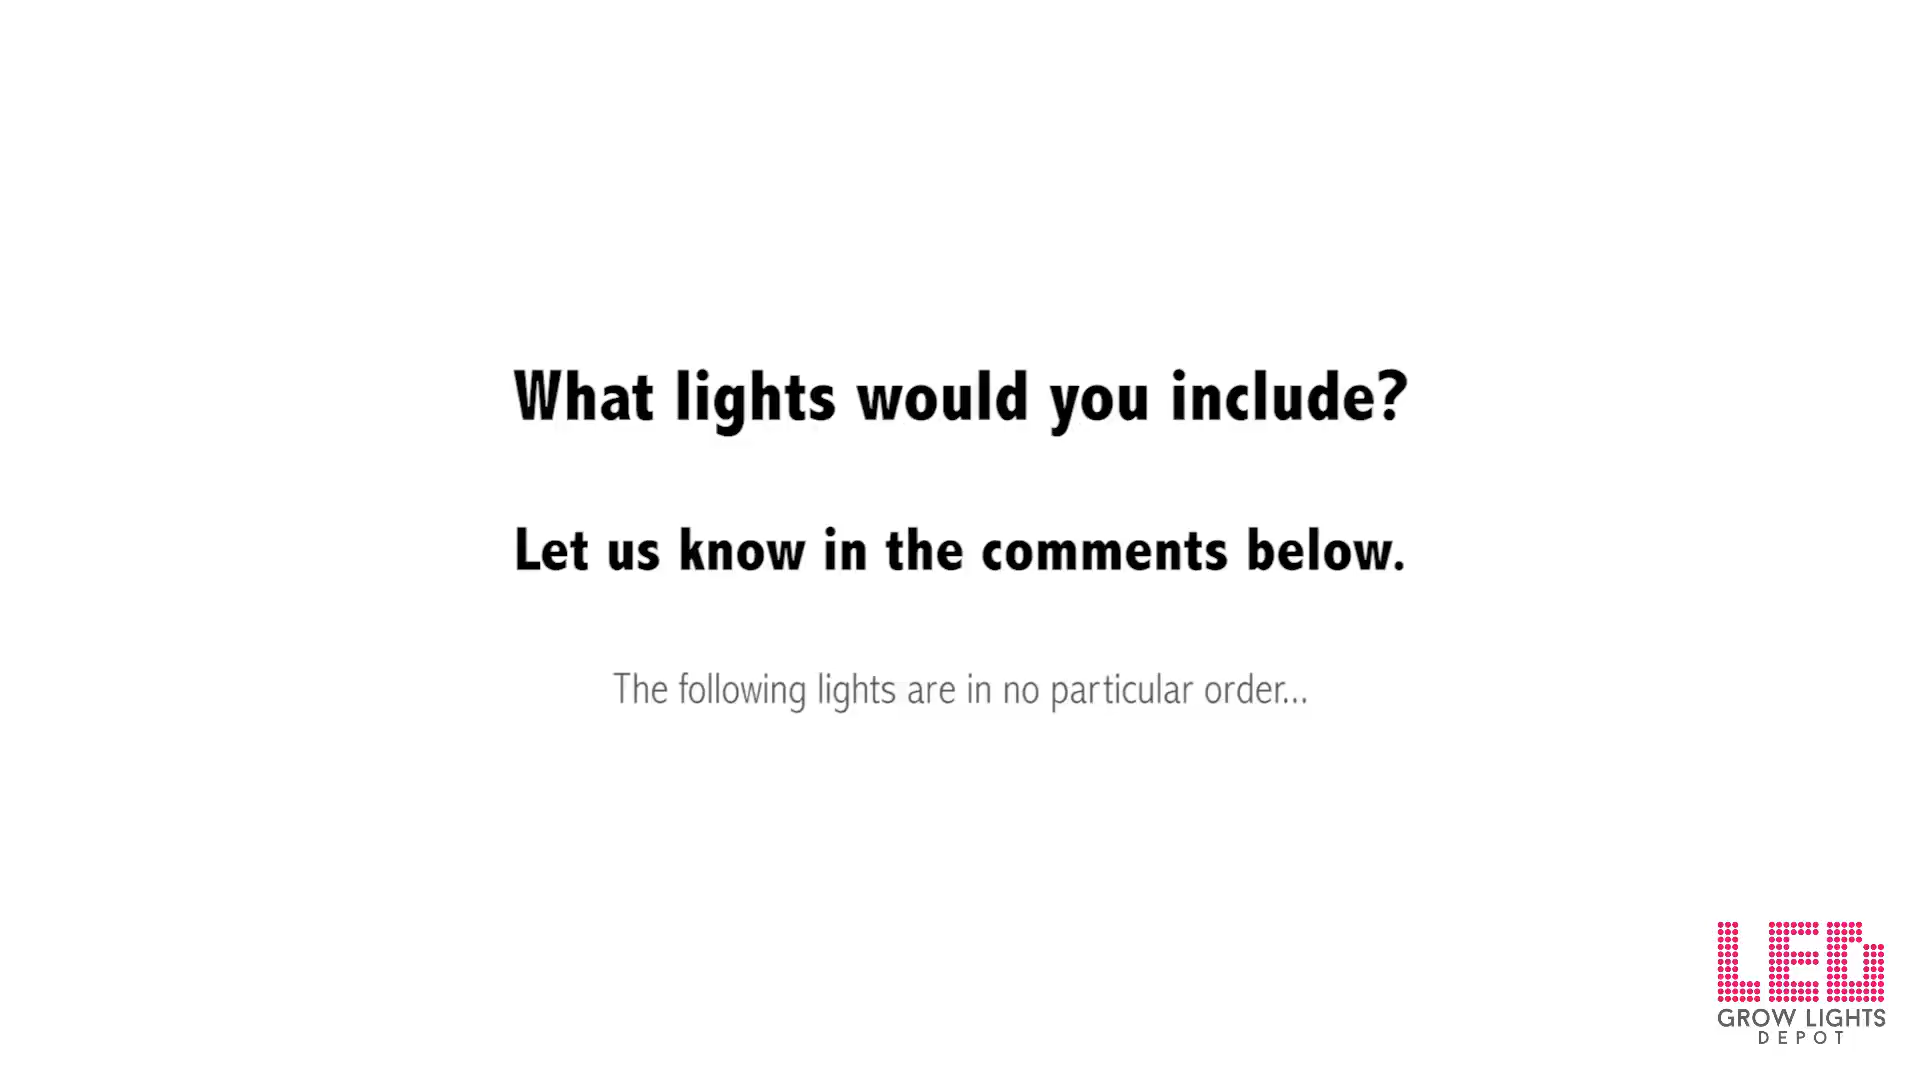 What lights would you include?
Let us know in the comments below.
The following lights are in no particular order...
LED
GROW LIGHTS
DEPOT